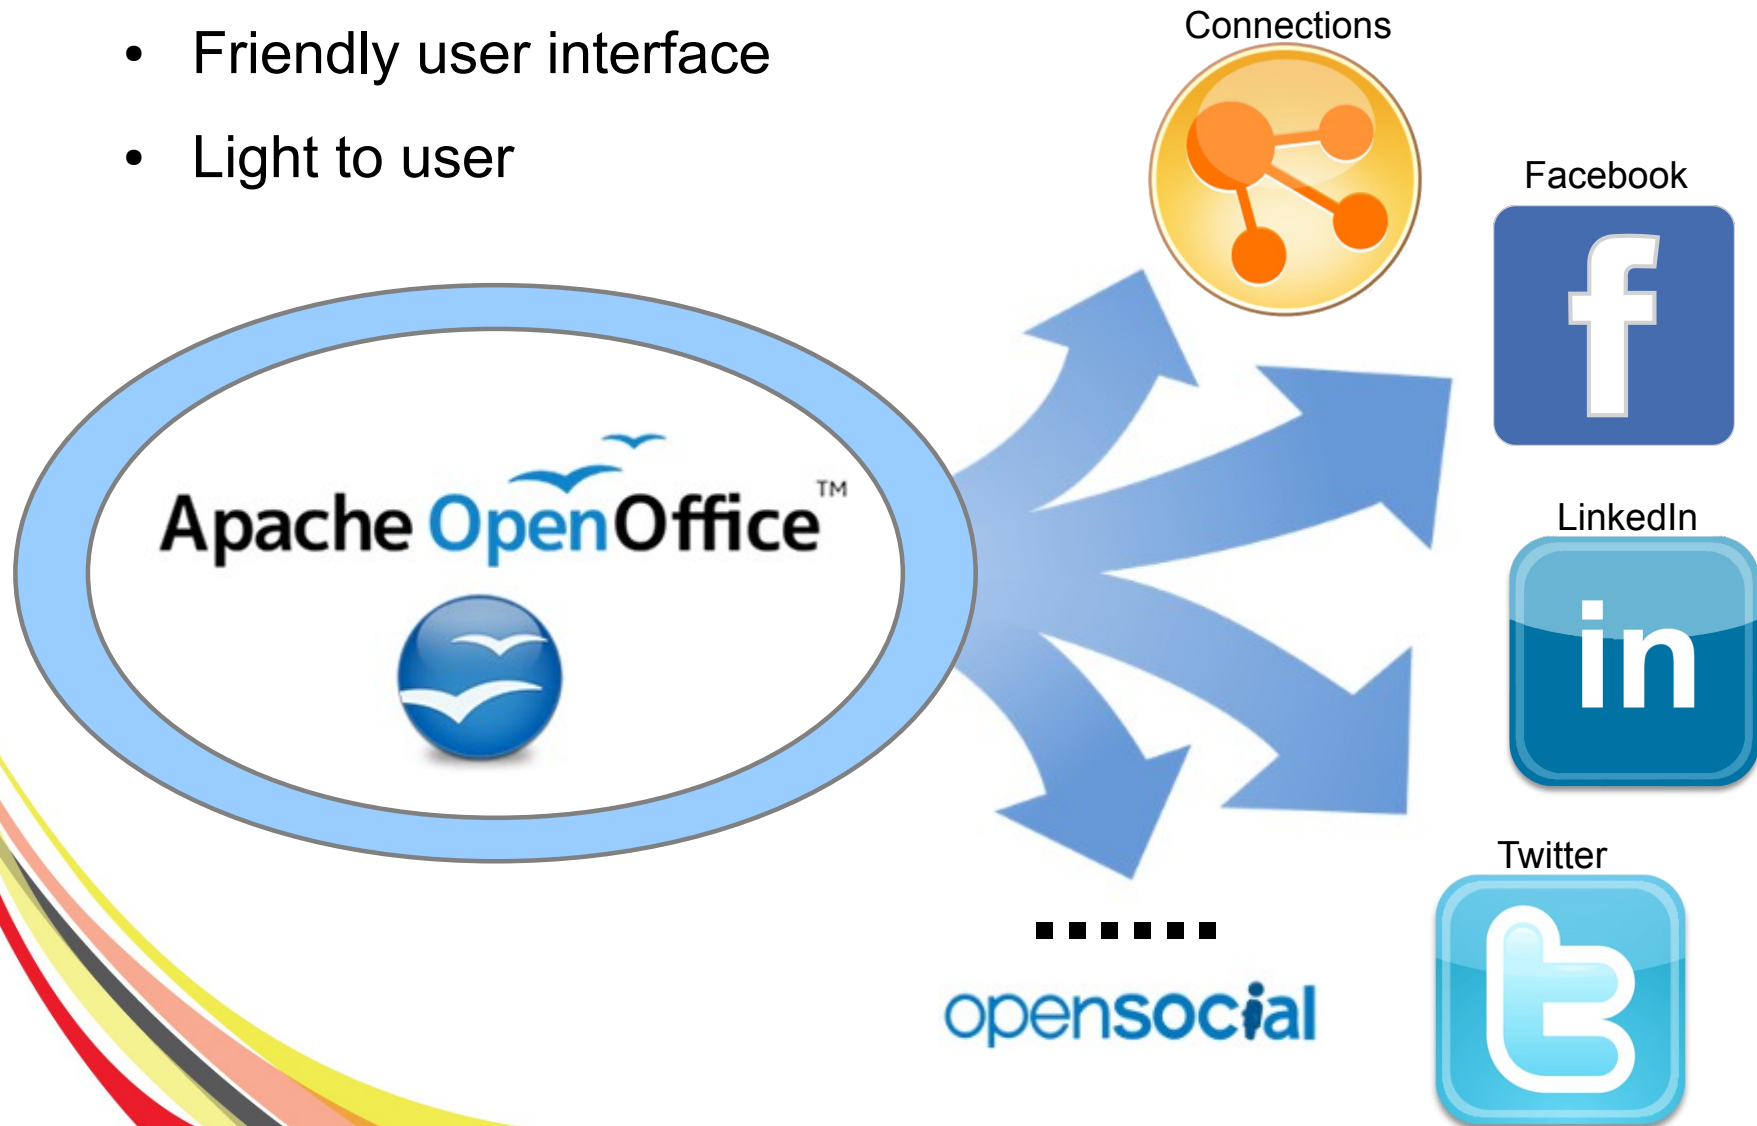 • Friendly user interface
• Light to user
Connections
Facebook
f
Apache OpenOffice™
LinkedIn
in
Twitter
t
......
opensocial